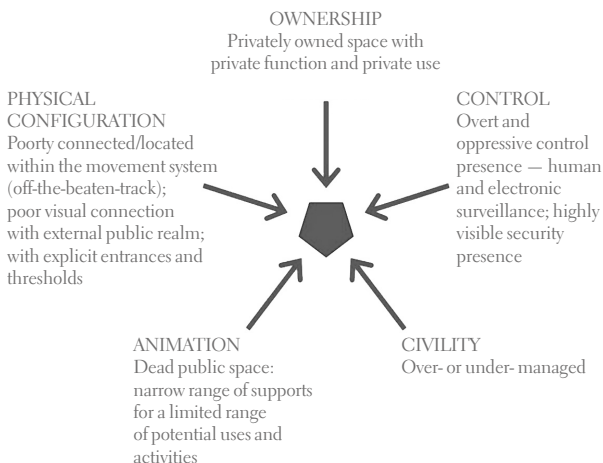 OWNERSHIP
Privately owned space with
private function and private use
PHYSICAL
CONFIGURATION
Poorty connected/located
within the movement system
(off-the-beaten-track);
poor visual connection
with external public realm;
with explicit entrances and
thresholds
CONTROL
Overt and
oppressive control
presence — human
and electronic
surveillance; highly
visible security
presence
ANIMATION
Dead public space:
narrow range of supports
for a limited range
of potential uses and
activities
CIVILITY
Over- or under- managed